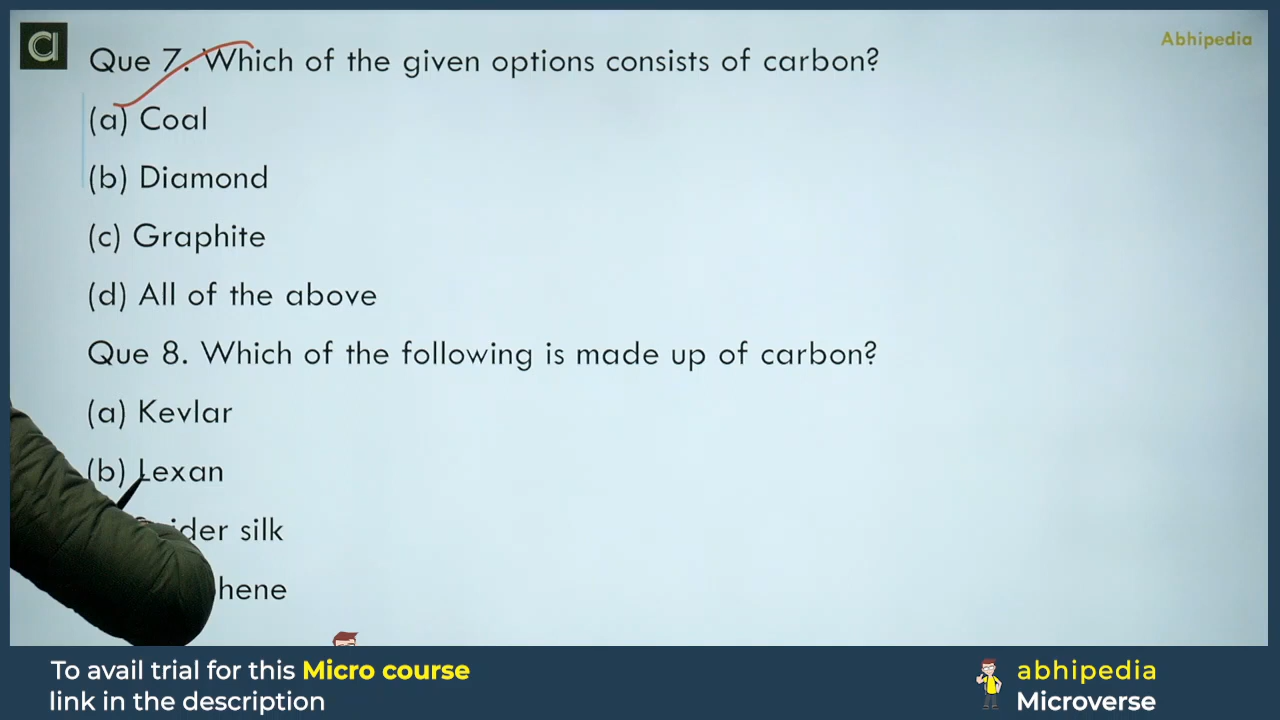 Abhipedia
Que 7. Which of the given options consists of carbon?
(a) Coal
(b) Diamond
(c) Graphite
(d) All of the above
Que 8. Which of the following is made up of carbon?
(a) Kevlar
(b) Lexan
silk
To avail trial for this Micro course
link in the description
abhipedia
Microverse